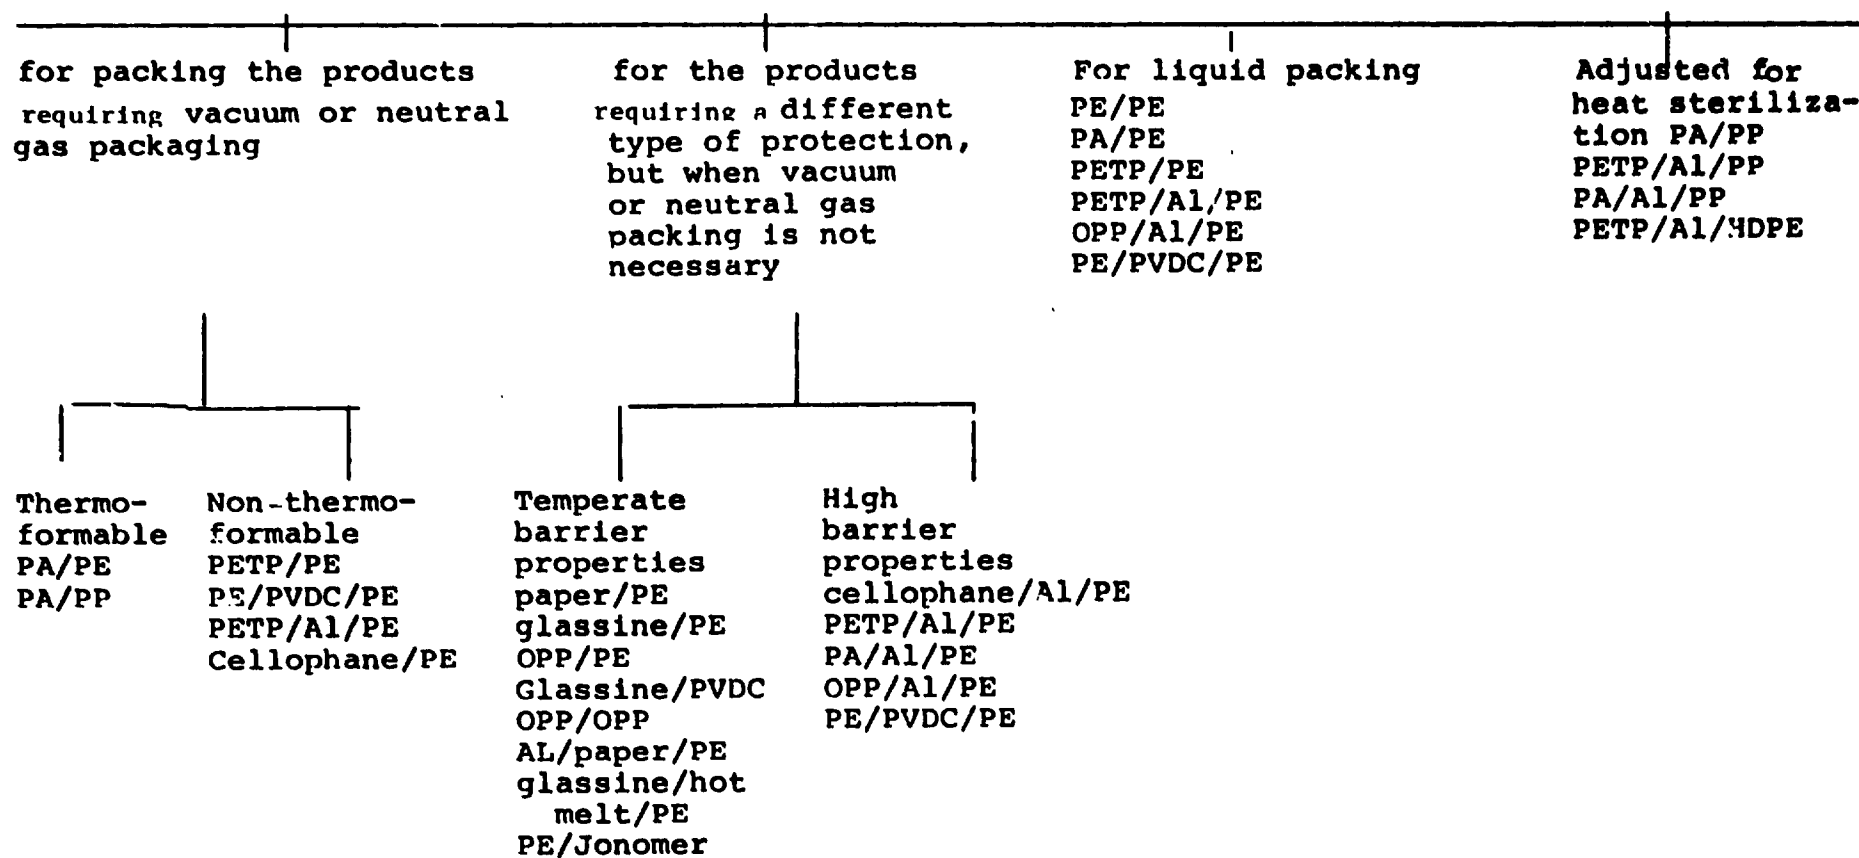 for packing the products
requiring vacuum or neutral
gas packaging
for the products
requiring a different
type of protection,
but when vacuum
or neutral gas
packing is not
necessary
For liquid packing
PE/PE
PA/PE
PETP/PE
PETP/Al/PE
OPP/Al/PE
PE/PVDC/PE
Adjusted for
heat steriliza-
tion PA/PP
PETP/Al/PP
PA/Al/PP
PETP/Al/HDPE
Thermo-
formable
PA/PE
PA/PP
Non-thermo-
formable
PETP/PE
PE/PVDC/PE
PETP/Al/PE
Cellophane/PE
Temperate
barrier
properties
paper/PE
glassine/PE
OPP/PE
Glassine/PVDC
OPP/OPP
AL/paper/PE
glassine/hot
melt/PE
PE/Jonomer
High
barrier
properties
cellophane/Al/PE
PETP/Al/PE
PA/Al/PE
OPP/Al/PE
PE/PVDC/PE